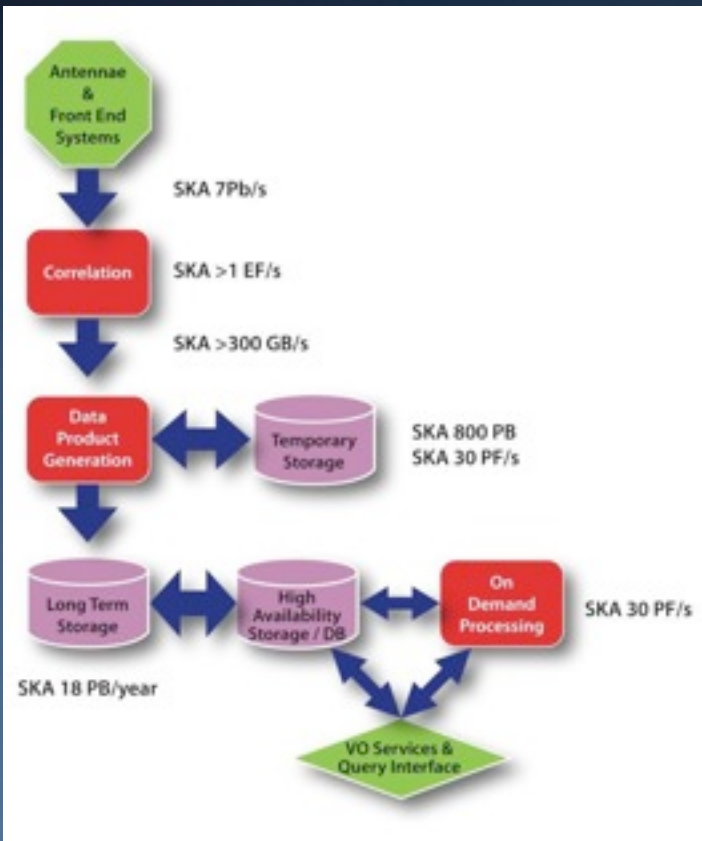 Antennae
&
Front End
Systems
SKA 7Pb/s
Correlation
SKA >1 EF/s
SKA >300 GB/s
Data
Product
Generation
Temporary
Storage
SKA 800 PB
SKA 30 PF/s
Long Term
Storage
High
Availability
Storage / DB
On
Demand
Processing
SKA 30 PF/s
SKA 18 PB/year
VO Services &
Query Interface